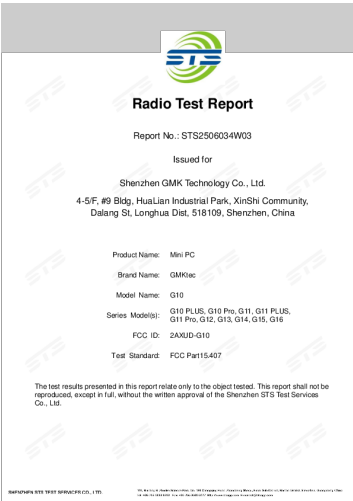 STS
Radio Test Report
Report No.: STS2506034W03
Issued for
Shenzhen GMK Technology Co., Ltd.
4-5/F, #9 Bldg, HuaLian Industrial Park, XinShi Community,
Dalang St, Longhua Dist, 518109, Shenzhen, China
Product Name: Mini PC
Brand Name: GMKtec
Model Name: G10
Series Model(s): G10 PLUS, G10 Pro, G11, G11 PLUS,
G11 Pro, G12, G13, G14, G15, G16
FCC ID: 2AXUD-G10
Test Standard: FCC Part15.407
The test results presented in this report relate only to the object tested. This report shall not be
reproduced, except in full, without the written approval of the Shenzhen STS Test Services
Co., Ltd.
SHENZHEN STS TEST SERVICES CO., LTD.